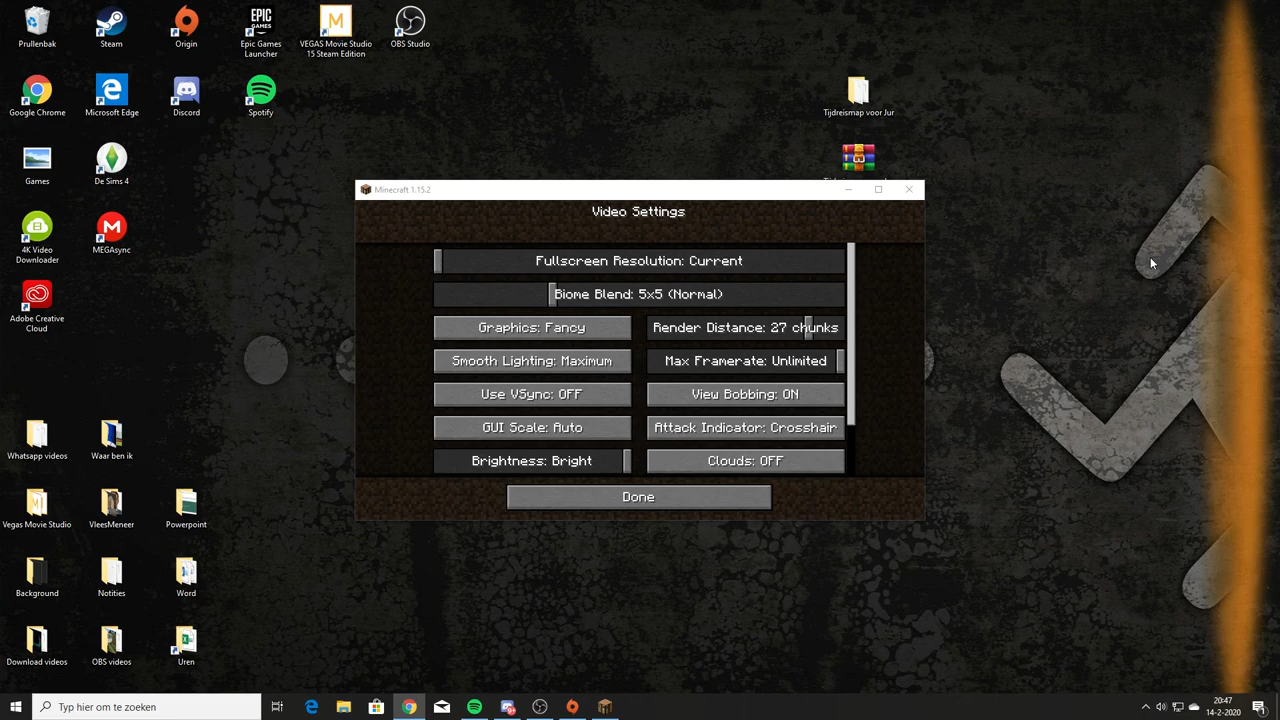 Prullenbak
Steam
Origin
Epic Games
Launcher
VEGAS Movie Studio
15 Steam Edition
OBS Studio
EPIC
GAMES
M
Google Chrome
Microsoft Edge
Discord
Spotify
Tijdreismap voor Jur
Games
De Sims 4
4K Video
Downloader
MEGAsync
Adobe Creative
Cloud
Minecraft 1.15.2
Video Settings
Fullscreen Resolution: Current
Biome Blend: 5x5 (Normal)
Graphics: Fancy
Render Distance: 27 chunks
Smooth Lighting: Maximum
Max Framerate: Unlimited
Use VSync: OFF
View Bobbing: ON
GUI Scale: Auto
Attack Indicator: Crosshair
Brightness: Bright
Clouds: OFF
Done
Whatsapp videos
Waar ben ik
Vegas Movie Studio
VleesMeneer
Powerpoint
Background
Notities
Word
Download videos
OBS videos
Uren
Typ hier om te zoeken
20:47
14-2-2020